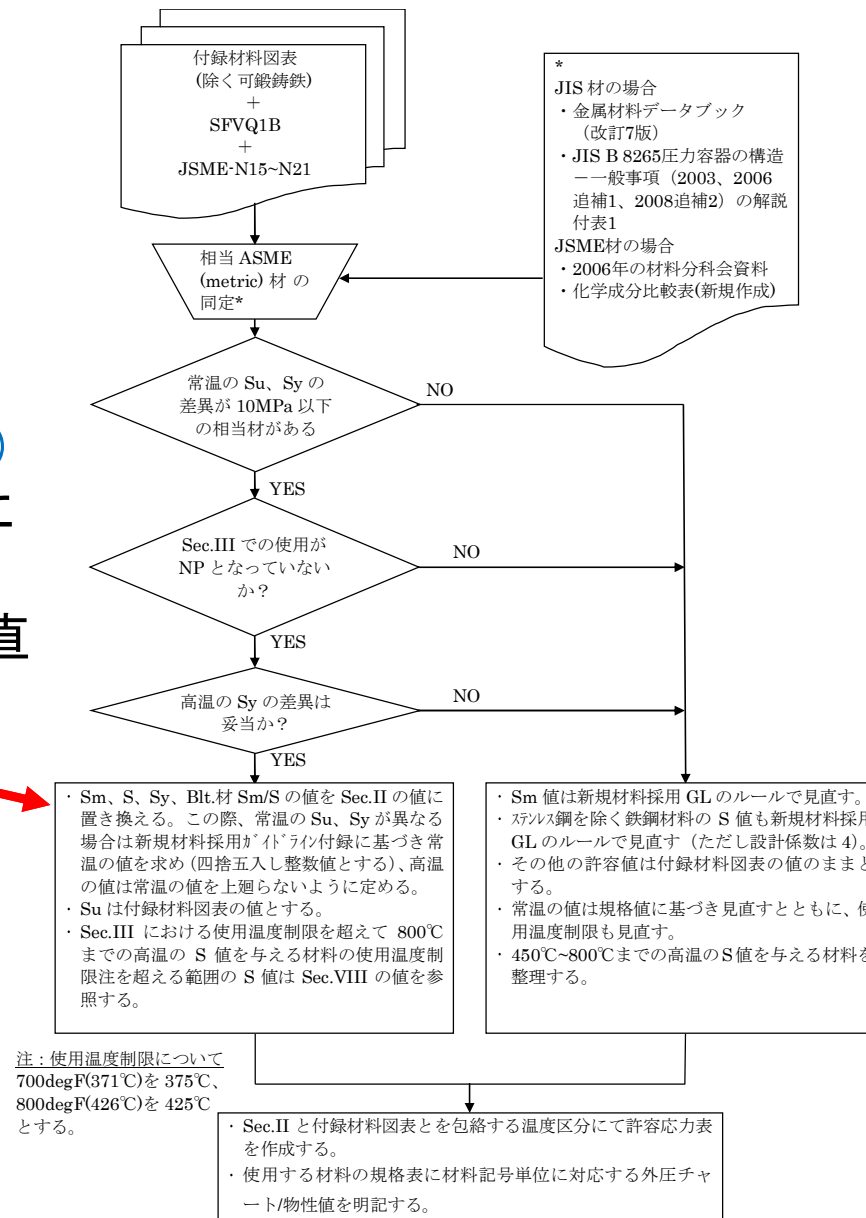 付録材料図表
(除く可鍛鋳鉄)
+
SFVQ1B
+
JSME-N15~N21
*
JIS 材の場合
・金属材料データブック
（改訂7版）
・JIS B 8265圧力容器の構造
－一般事項（2003、2006
追補1、2008追補2）の解説
付表1
JSME材の場合
・2006年の材料分科会資料
・化学成分比較表(新規作成)
相当 ASME
(metric) 材 の
同定*
常温の Su、Sy の
差異が 10MPa 以下
の相当材がある
NO
YES
Sec.III での使用が
NP となっていない
か？
NO
YES
高温の Sy の差異は
妥当か？
NO
YES
)
直
・Sm、S、Sy、Blt.材 Sm/S の値を Sec.II の値に
置き換える。この際、常温の Su、Sy が異なる
場合は新規材料採用ｶﾞｲﾄﾞﾗｲﾝ付録に基づき常
温の値を求め（四捨五入し整数値とする）、高温
の値は常温の値を上廻らないように定める。
・Su は付録材料図表の値とする。
・Sec.III における使用温度制限を超えて 800℃
までの高温の S 値を与える材料の使用温度制
限注を超える範囲の S 値は Sec.VIII の値を参
照する。
・Sm 値は新規材料採用 GL のルールで見直す。
・ｽﾃﾝﾚｽ鋼を除く鉄鋼材料の S 値も新規材料採用
GL のルールで見直す（ただし設計係数は 4）。
・その他の許容値は付録材料図表の値のままと
する。
・常温の値は規格値に基づき見直すとともに、使
用温度制限も見直す。
・450℃~800℃までの高温のS値を与える材料を
整理する。
注：使用温度制限について
700degF(371℃)を 375℃、
800degF(426℃)を 425℃
とする。
・Sec.II と付録材料図表とを包絡する温度区分にて許容応力表
を作成する。
・使用する材料の規格表に材料記号単位に対応する外圧チャ
ート/物性値を明記する。